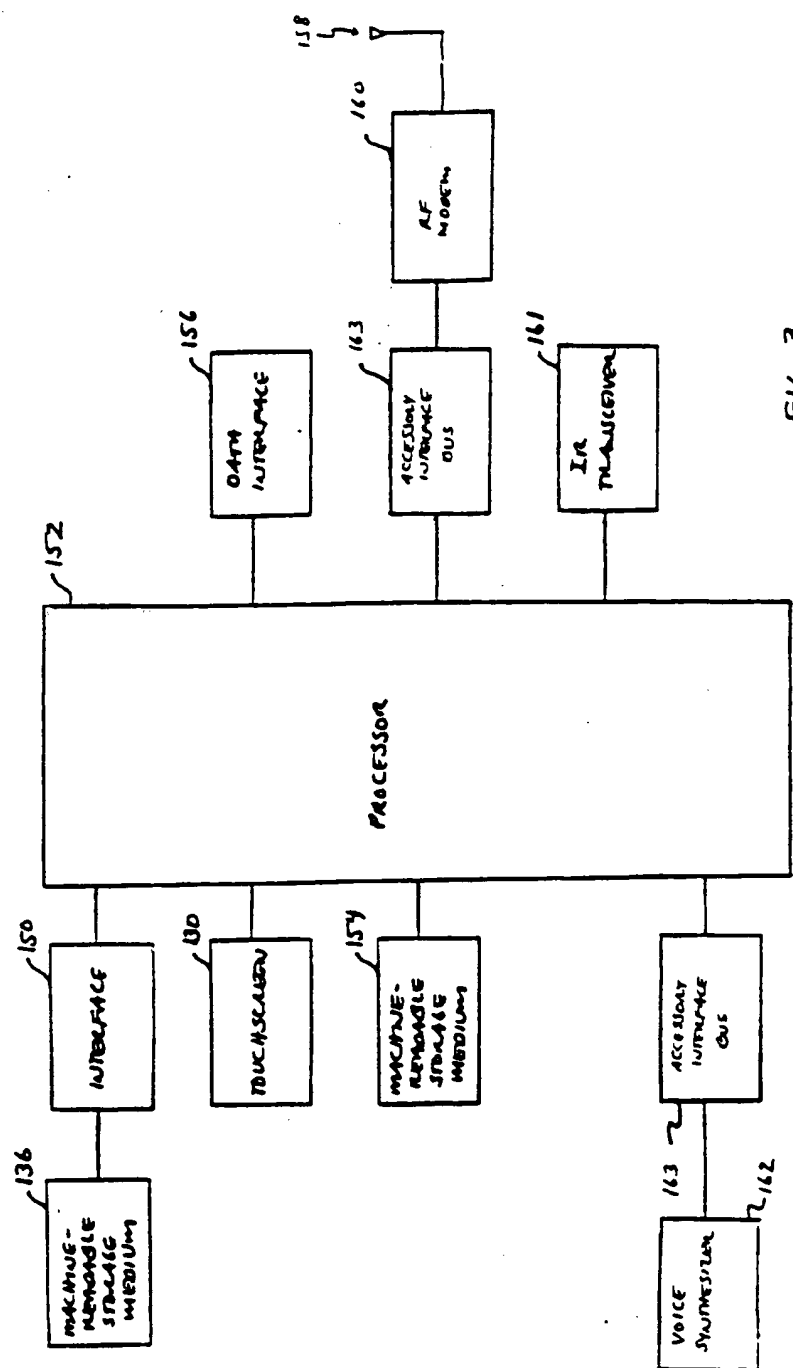 136
MACHINE-
READABLE
STORAGE
MEDIUM
150
INTERFACE
130
TOUCHSCREEN
154
MACHINE-
READABLE
STORAGE
MEDIUM
VOICE
SYNTHESIZER
162
163
ACCESSORY
INTERFACE
BUS
152
PROCESSOR
156
DATA
INTERFACE
163
ACCESSORY
INTERFACE
BUS
160
RF
MODEM
158
161
IR
TRANSCEIVER